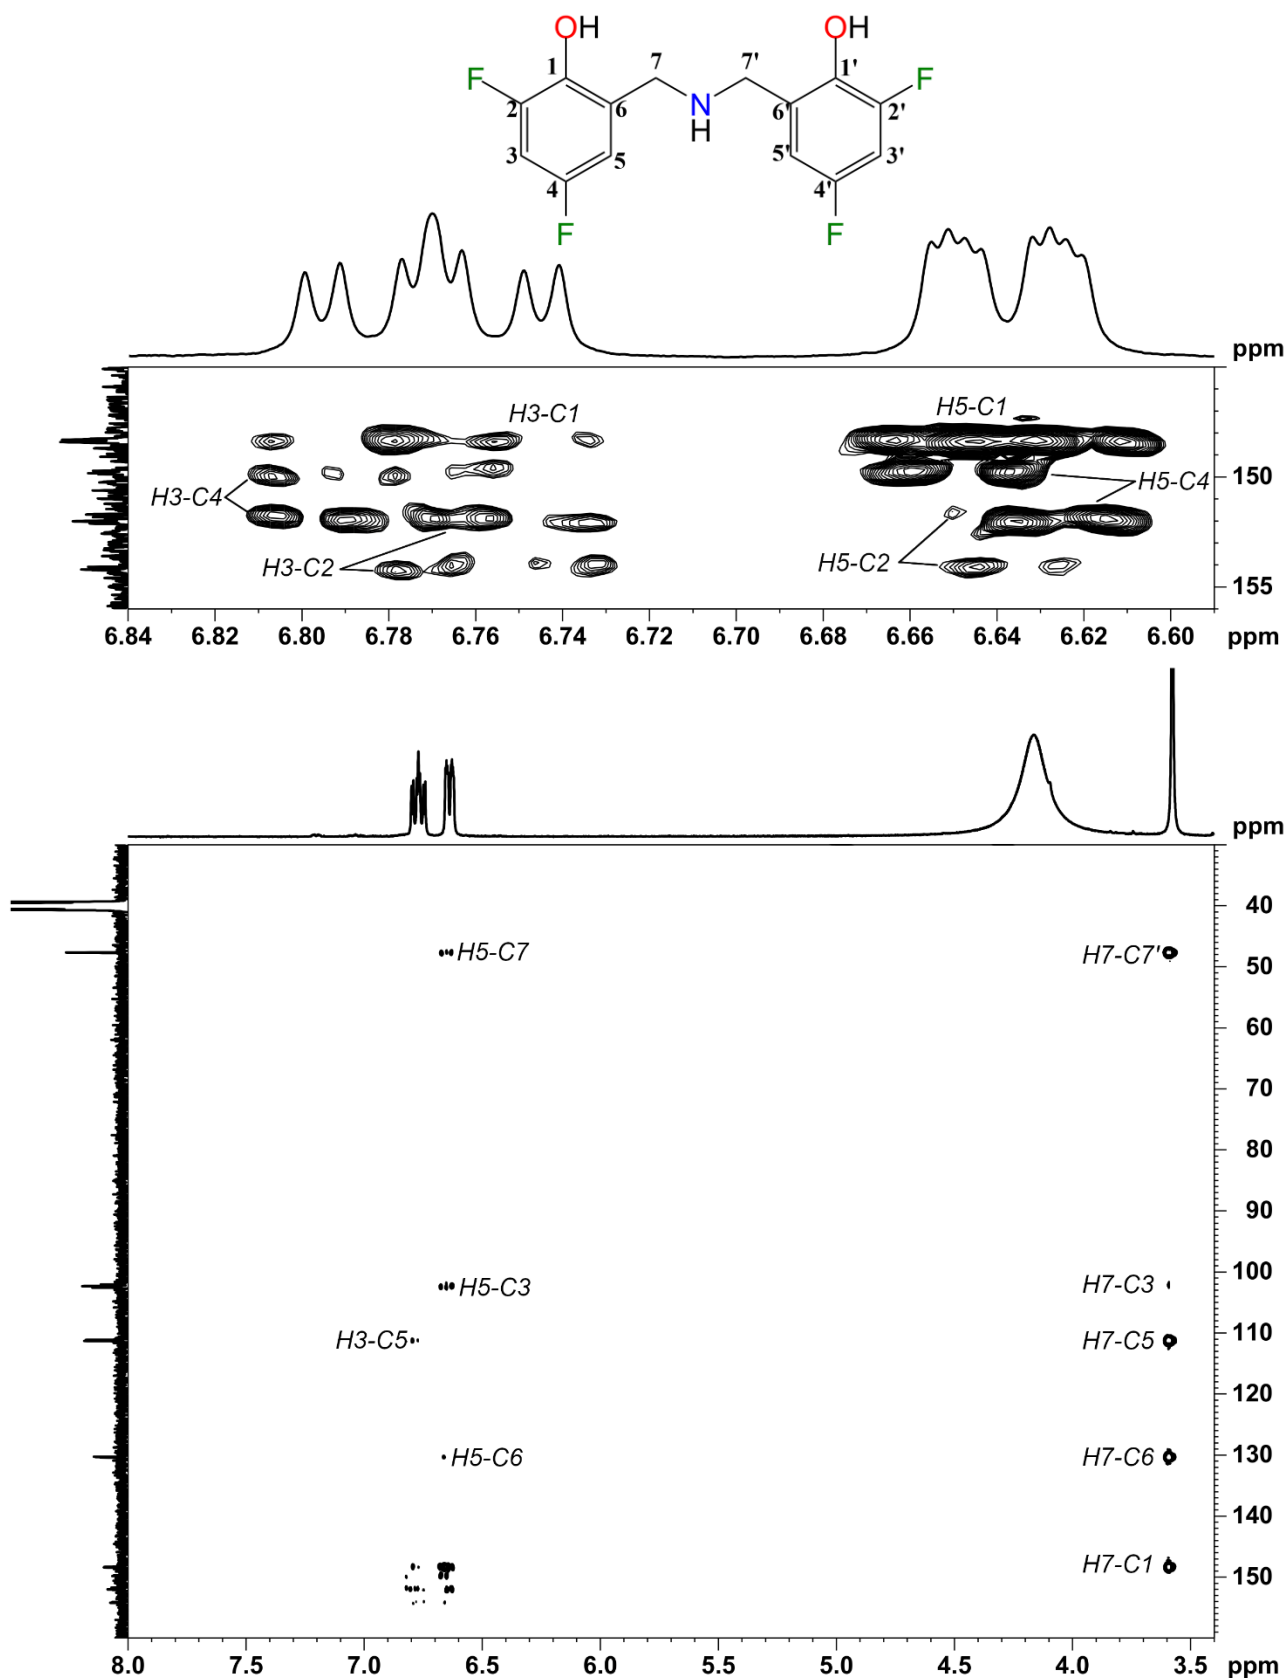 OH OH
7 7'
F 1 N H 1' F
2 6 6' 2'
3 5 5' 3'
4 4'
F F
ppm
H3-C1 H5-C1
H3-C4 H5-C4 150
H3-C2 H5-C2
155
6.84 6.82 6.80 6.78 6.76 6.74 6.72 6.70 6.68 6.66 6.64 6.62 6.60 ppm
ppm
40
H5-C7 H7-C7' 50
60
70
80
90
H5-C3 H7-C3 100
H3-C5 H7-C5 110
120
H5-C6 H7-C6 130
140
H7-C1 150
8.0 7.5 7.0 6.5 6.0 5.5 5.0 4.5 4.0 3.5 ppm